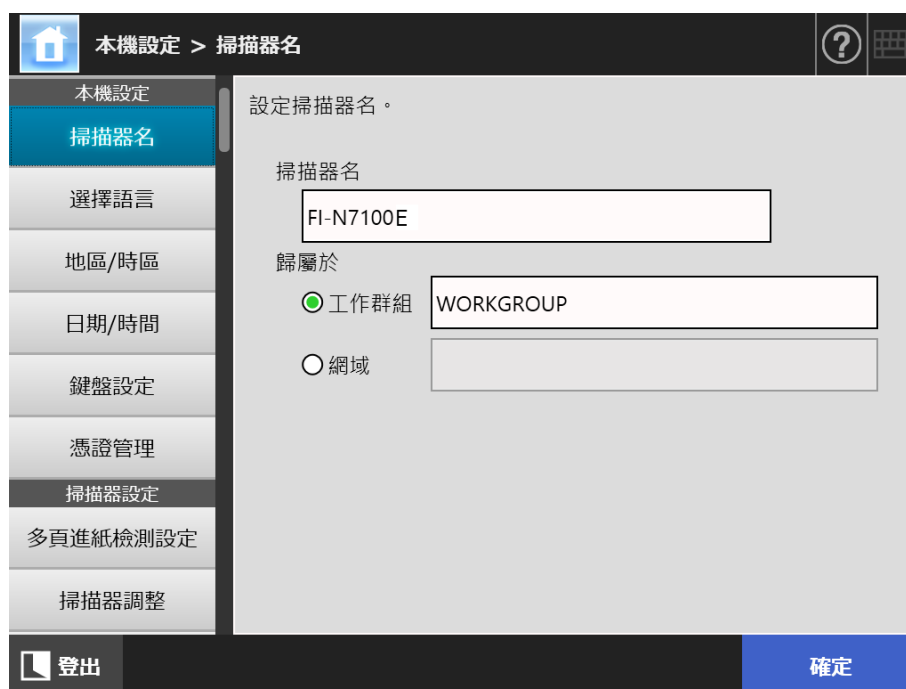 本機設定 > 掃描器名
本機設定
掃描器名
選擇語言
地區/時區
日期/時間
鍵盤設定
憑證管理
掃描器設定
多頁進紙檢測設定
掃描器調整
設定掃描器名。
掃描器名
FI-N7100E
歸屬於
工作群組 WORKGROUP
網域
登出
確定